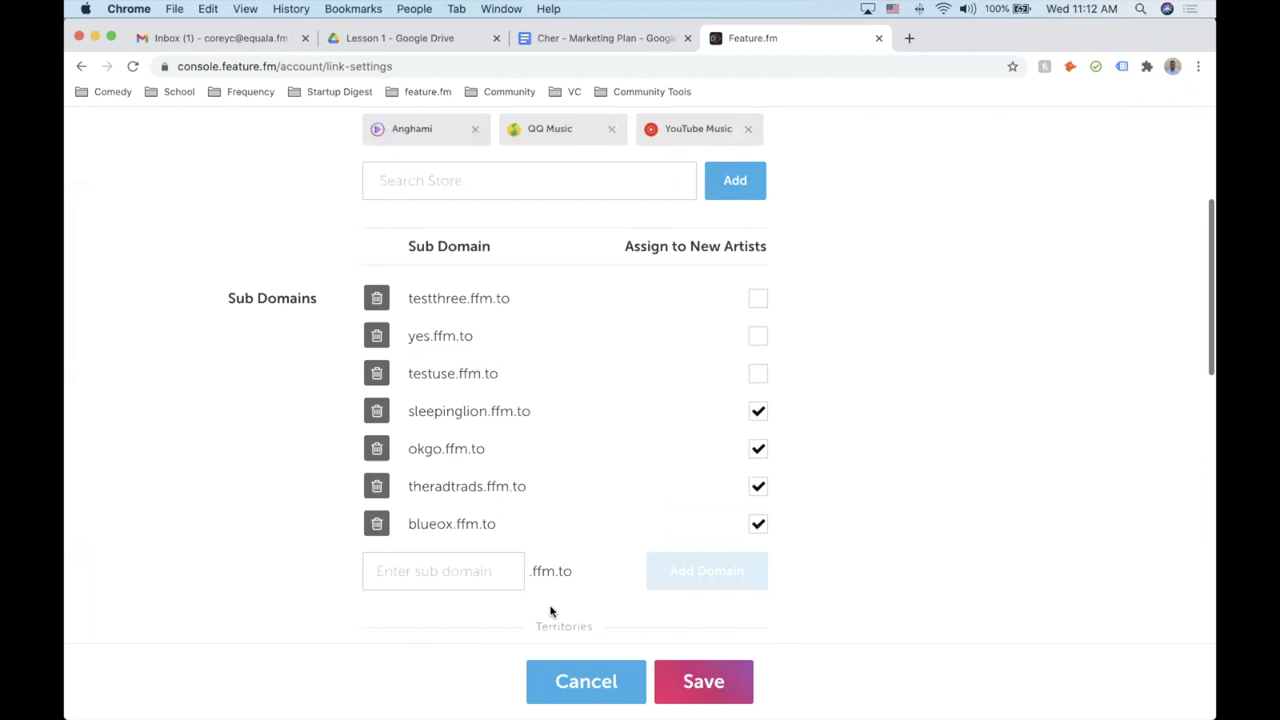 Chrome File Edit View History Bookmarks People Tab Window Help 100% Wed 11:12 AM
Inbox (1) - coreyc@equala.fm Lesson 1 - Google Drive Cher - Marketing Plan - Googl Feature.fm
console.feature.fm/account/link-settings
Comedy School Frequency Startup Digest feature.fm Community VC Community Tools
Anghami QQ Music YouTube Music
Search Store Add
Sub Domain Assign to New Artists
Sub Domains testthree.ffm.to
yes.ffm.to
testuse.ffm.to
sleepinglion.ffm.to
okgo.ffm.to
theradtrads.ffm.to
blueox.ffm.to
Enter sub domain .ffm.to Add Domain
Territories
Cancel Save